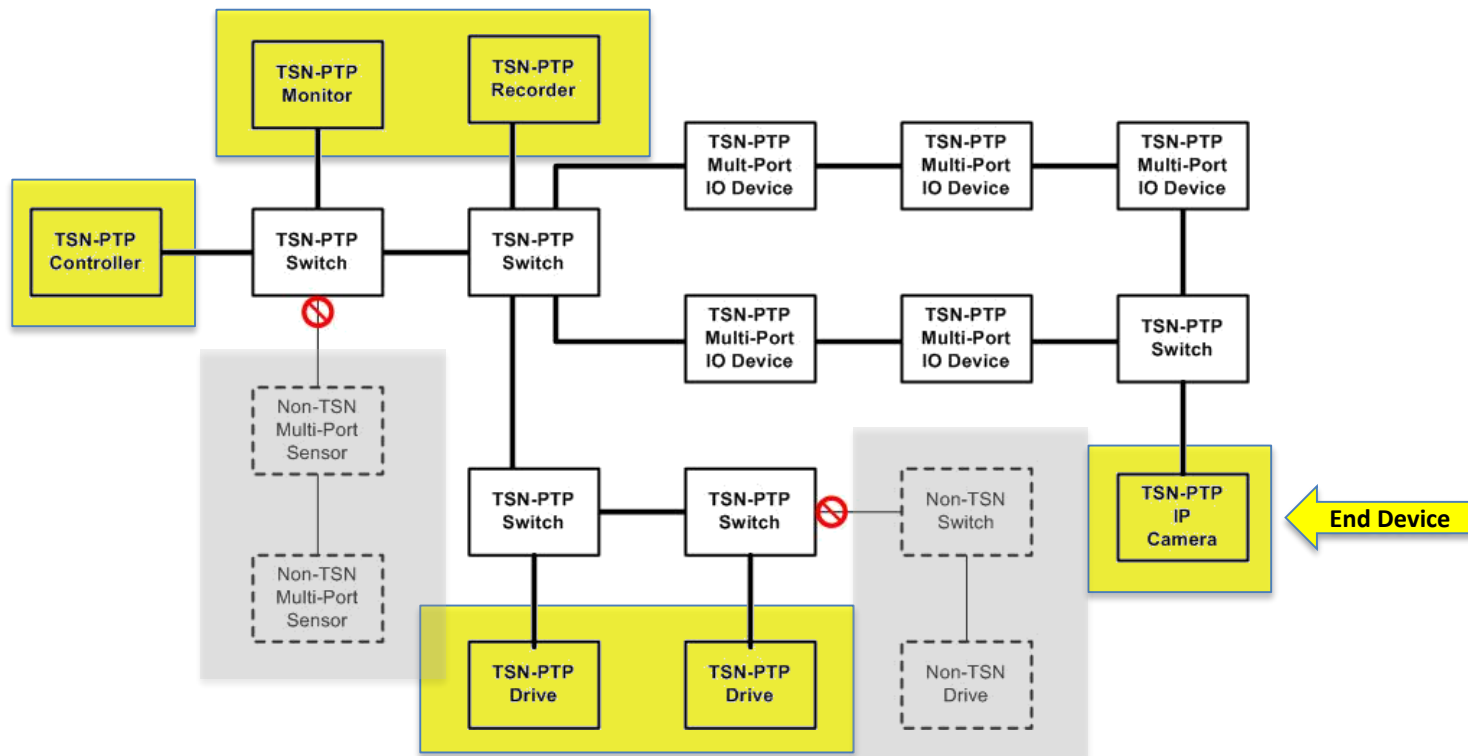 TSN-PTP
Monitor
TSN-PTP
Recorder
TSN-PTP
Mult-Port
IO Device
TSN-PTP
Multi-Port
IO Device
TSN-PTP
Multi-Port
IO Device
TSN-PTP
Controller
TSN-PTP
Switch
TSN-PTP
Switch
TSN-PTP
Multi-Port
IO Device
TSN-PTP
Multi-Port
IO Device
TSN-PTP
Switch
Non-TSN
Multi-Port
Sensor
TSN-PTP
Switch
TSN-PTP
Switch
Non-TSN
Switch
TSN-PTP
IP
Camera
End Device
Non-TSN
Multi-Port
Sensor
TSN-PTP
Drive
TSN-PTP
Drive
Non-TSN
Drive